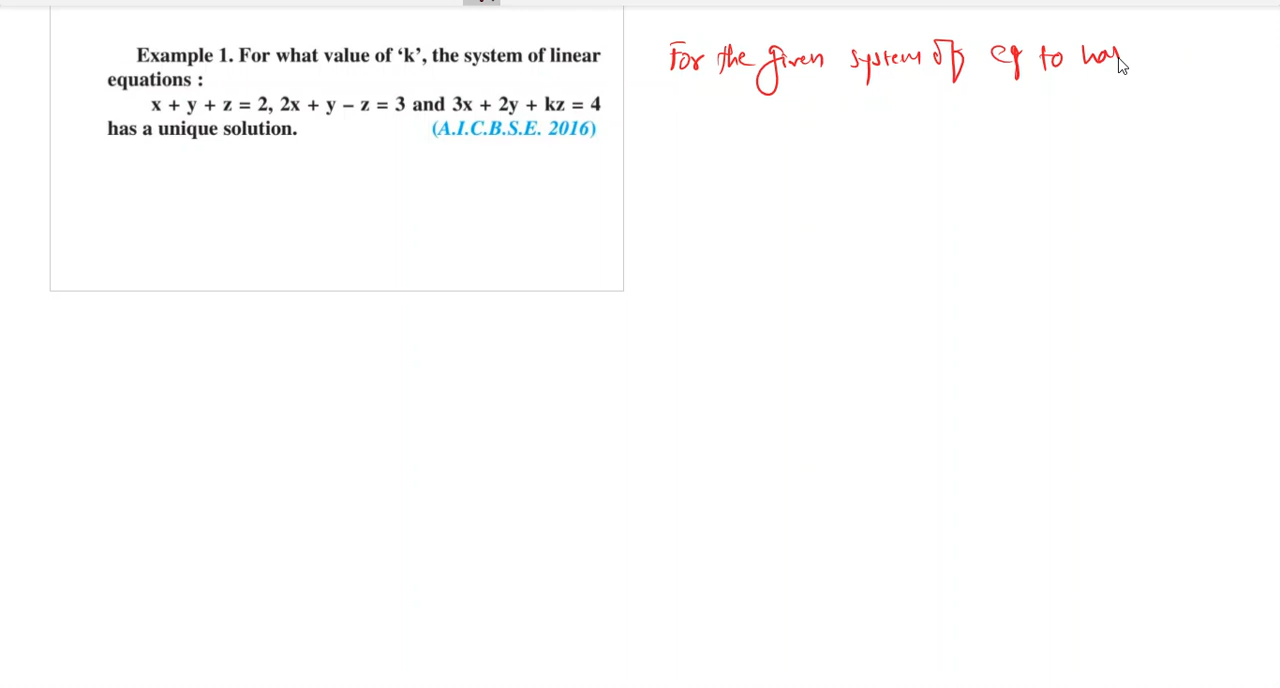 Example 1. For what value of ‘k’, the system of linear
equations :
x + y + z = 2, 2x + y – z = 3 and 3x + 2y + kz = 4
has a unique solution. (A.I.C.B.S.E. 2016)
For the given system of eq to hav